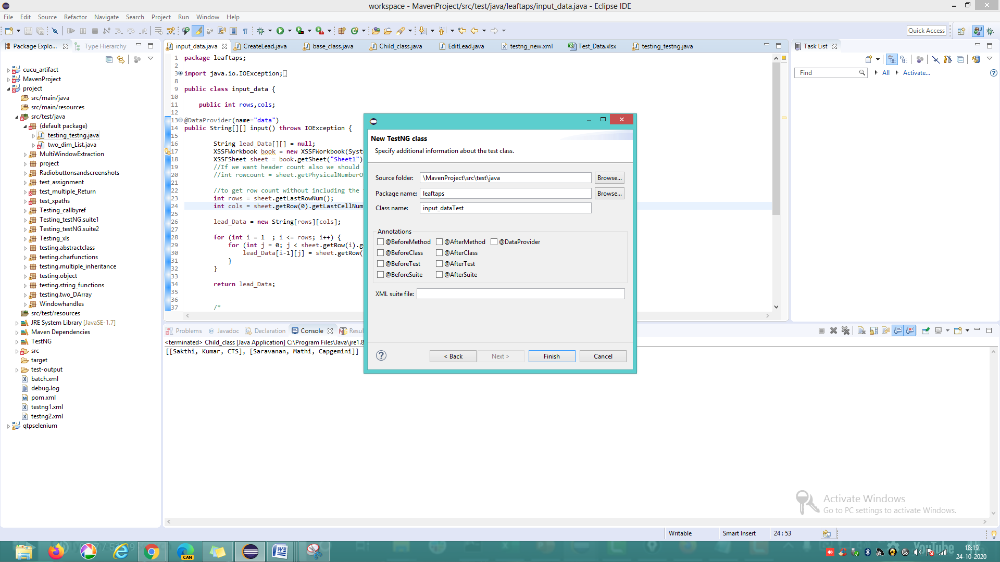 workspace - MavenProject/src/test/java/leaftaps/input_data.java - Eclipse IDE
File Edit Source Refactor Navigate Search Project Run Window Help
Quick Access
Package Explo... Type Hierarchy
cucu_artifact
MavenProject
project
src/main/java
src/main/resources
src/test/java
(default package)
testing_testng.java
two_dim_List.java
MultiWindowExtraction
project
Radiobuttonsandscreenshots
test_assignment
test_multiple_Return
test_xpaths
Testing_callbyref
Testing_testNG.suite1
Testing_testNG.suite2
Testing_xls
testing.abstractclass
testing.charfunctions
testing.multiple_inheritance
testing.object
testing.string_functions
testing.two_DArray
Windowhandles
src/test/resources
JRE System Library [JavaSE-1.7]
Maven Dependencies
TestNG
src
target
test-output
batch.xml
debug.log
pom.xml
testng1.xml
testng2.xml
qtpselenium
input_data.java CreateLead.java base_class.java Child_class.java EditLead.java testng_new.xml Test_Data.xlsx testing_testng.java
1 package leaftaps;
2
3 import java.io.IOException;
8
9 public class input_data {
10
11 public int rows,cols;
12
13 @DataProvider(name="data")
14 public String[][] input() throws IOException {
15
16 String lead_Data[][] = null;
17 XSSFWorkbook book = new XSSFWorkbook(Syst
18 XSSFSheet sheet = book.getSheet("Sheet1")
19 //If we want header count also we should
20 //int rowcount = sheet.getPhysicalNumberO
21
22 //to get row count without including the
23 int rows = sheet.getLastRowNum();
24 int cols = sheet.getRow(0).getLastCellNum
25
26 lead_Data = new String[rows][cols];
27
28 for (int i = 1 ; i <= rows; i++) {
29 for (int j = 0; j < sheet.getRow(i).g
30 lead_Data[i-1][j] = sheet.getRow(
31 }
32 }
33
34 return lead_Data;
35
36
37 /*
New TestNG class
Specify additional information about the test class.
Source folder: \MavenProject\src\test\java Browse...
Package name: leaftaps Browse...
Class name: input_dataTest
Annotations
@BeforeMethod @AfterMethod @DataProvider
@BeforeClass @AfterClass
@BeforeTest @AfterTest
@BeforeSuite @AfterSuite
XML suite file:
< Back Next > Finish Cancel
Task List
Find All Activate...
Problems Javadoc Declaration Console Resul
<terminated> Child_class [Java Application] C:\Program Files\Java\jre1.8
[[Sakthi, Kumar, CTS], [Saravanan, Mathi, Capgemini]]
Activate Windows
Go to PC settings to activate Windows.
Writable Smart Insert 24 : 53
CAN
YouTube
18:19
24-10-2020